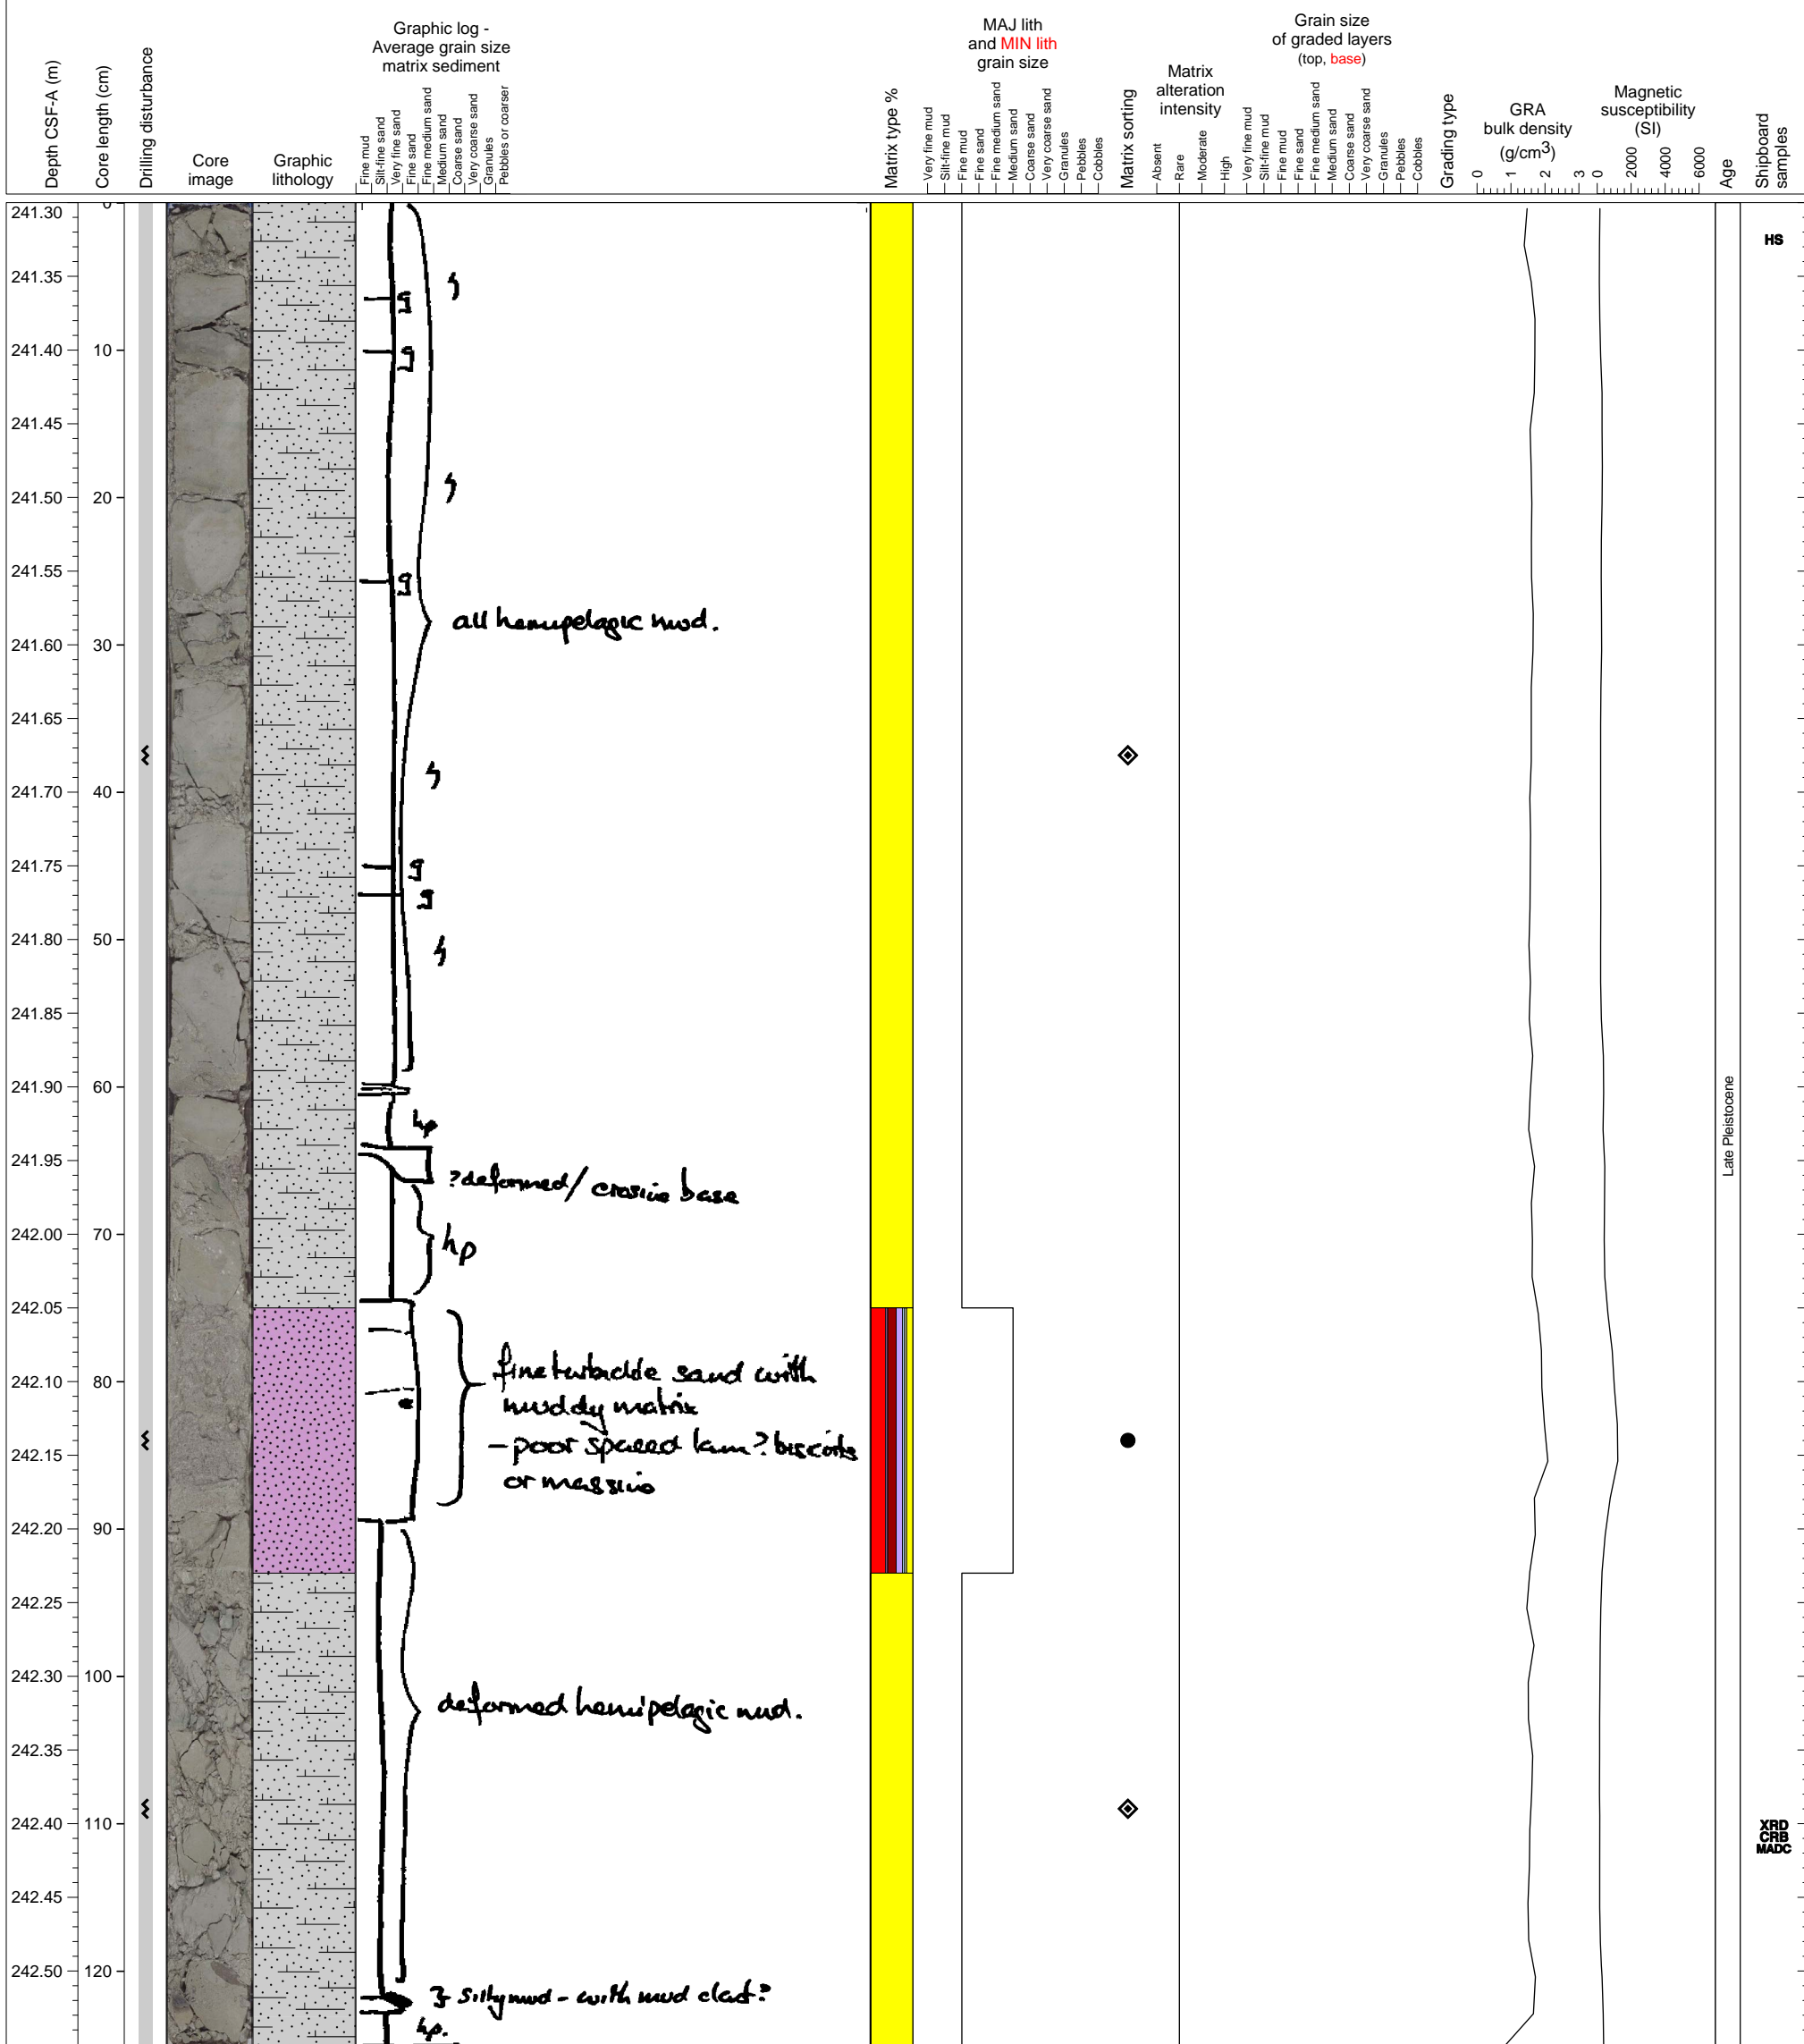 Depth CSF-A (m)
Core length (cm)
Drilling disturbance
Core
image
Graphic
lithology
Graphic log -
Average grain size
matrix sediment
Fine mud
Silt-fine sand
Very fine sand
Fine sand
Fine medium sand
Medium sand
Coarse sand
Very coarse sand
Granules
Pebbles or coarser
Matrix type %
MAJ lith
and MIN lith
grain size
Very fine mud
Silt-fine mud
Fine mud
Fine sand
Fine medium sand
Medium sand
Coarse sand
Very coarse sand
Granules
Pebbles
Cobbles
Matrix sorting
Matrix
alteration
intensity
Absent
Rare
Moderate
High
Grain size
of graded layers
(top, base)
Very fine mud
Silt-fine mud
Fine mud
Fine sand
Fine medium sand
Medium sand
Coarse sand
Very coarse sand
Granules
Pebbles
Cobbles
Grading type
GRA
bulk density
(g/cm3)
0 1 2 3
Magnetic
susceptibility
(SI)
0 2000 4000 6000
Age
Shipboard
samples
241.30 0
HS
241.35
241.40 10
241.45
241.50 20
241.55
all hemipelagic mud.
241.60 30
241.65
241.70 40
241.75
241.80 50
241.85
241.90 60
hp
241.95
?deformed/ erosive base
Late Pleistocene
242.00 70
hp
242.05
fine turbidite sand with
242.10 80
muddy matrix
- poor spaced lam? biscuits
242.15
or massive
242.20 90
242.25
242.30 100
deformed hemipelagic mud.
242.35
242.40 110
XRD
CRB
MADC
242.45
242.50 120
silty mud - with mud clast?
hp.